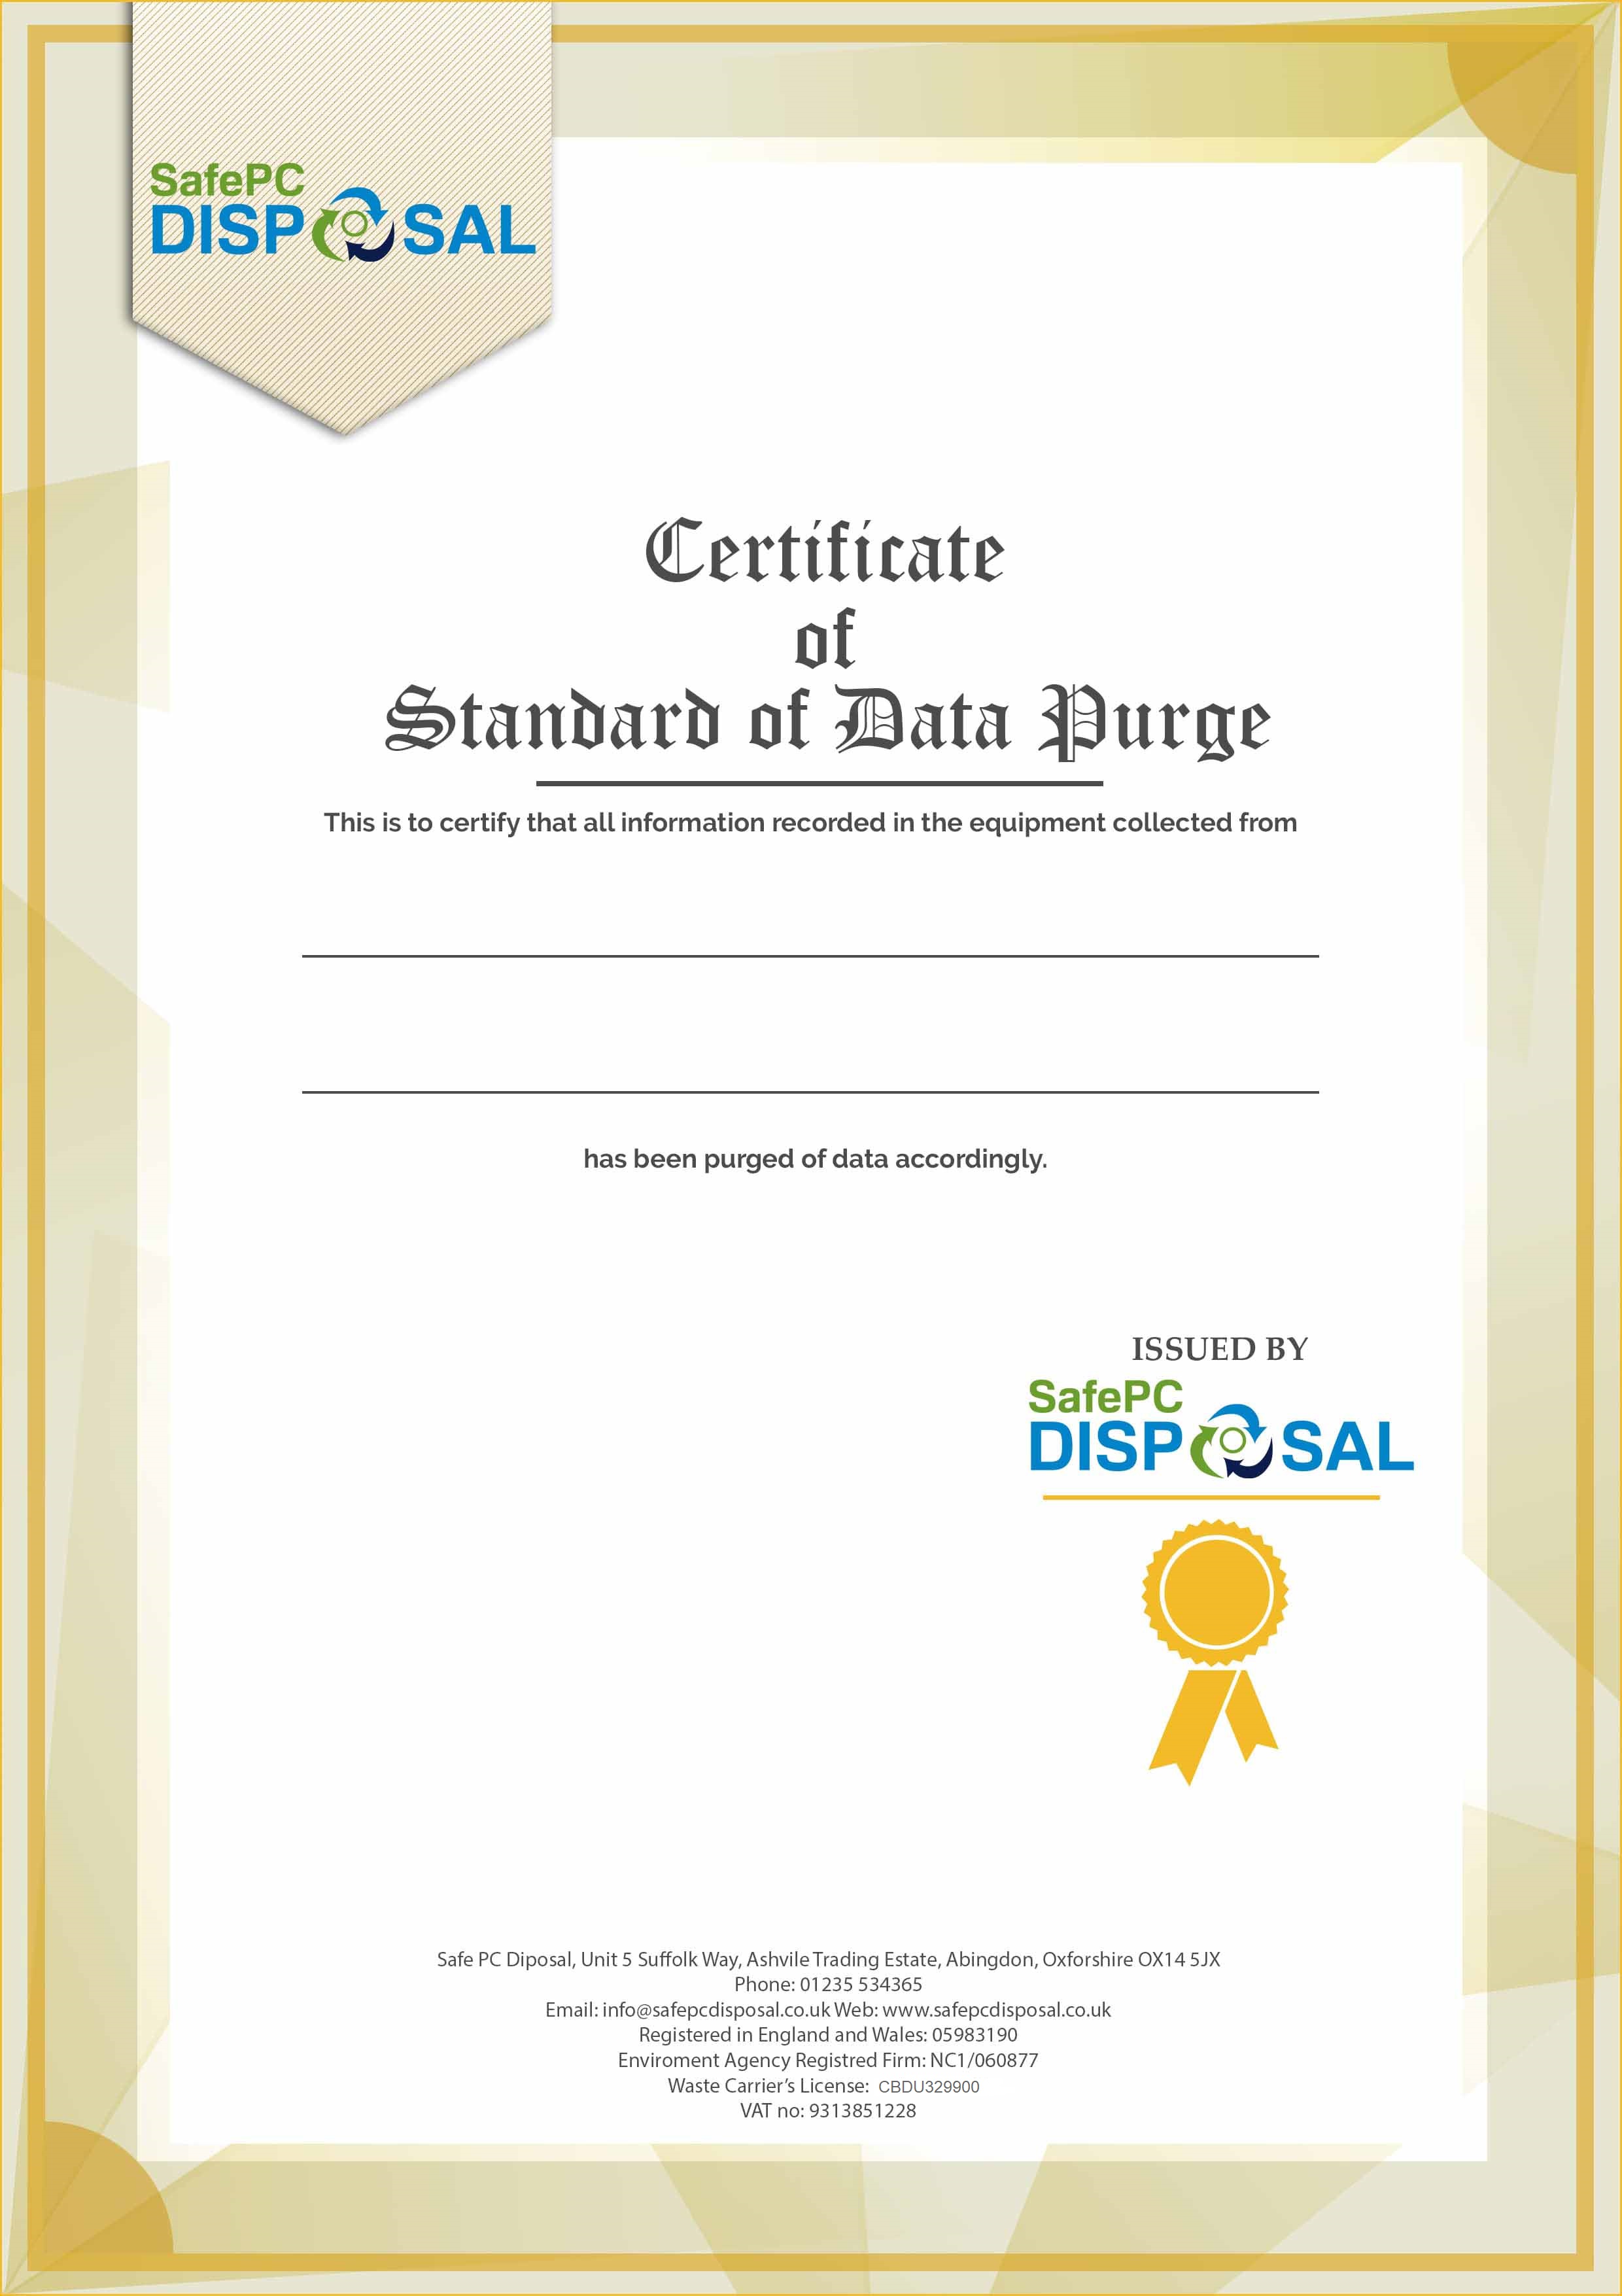 SafePC
DISPOSAL
Certificate
of
Standard of Data Purge
This is to certify that all information recorded in the equipment collected from
has been purged of data accordingly.
ISSUED BY
SafePC
DISPOSAL
Safe PC Diposal, Unit 5 Suffolk Way, Ashvile Trading Estate, Abingdon, Oxforshire OX14 5JX
Phone: 01235 534365
Email: info@safepcdisposal.co.uk Web: www.safepcdisposal.co.uk
Registered in England and Wales: 05983190
Enviroment Agency Registred Firm: NC1/060877
Waste Carrier’s License: CBDU329900
VAT no: 9313851228